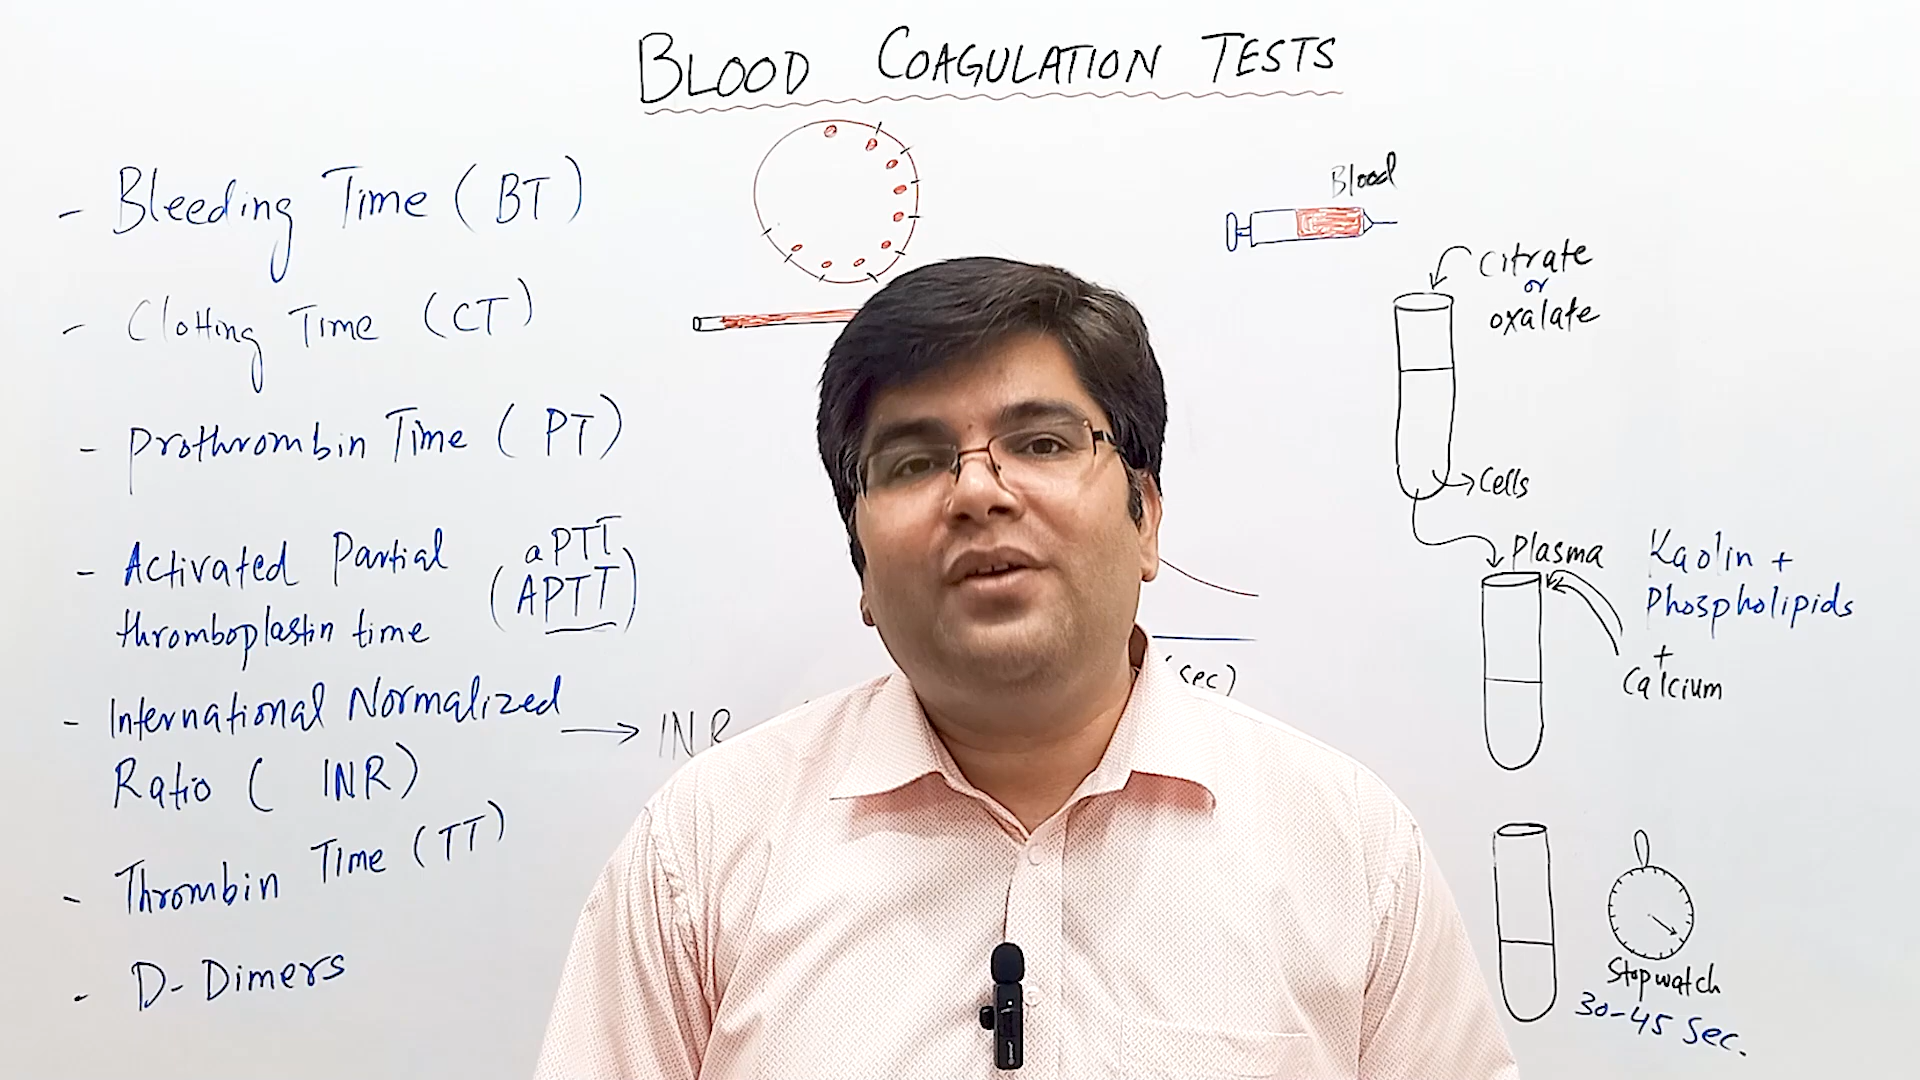 BLOOD COAGULATION TESTS
- Bleeding Time (BT)
- Clotting Time (CT)
- Prothrombin Time (PT)
- Activated Partial
thromboplastin time
aPTT
(APTT)
- International Normalized
Ratio ( INR)
→ INR
- Thrombin Time (TT)
- D-Dimers
sec)
Blood
Citrate
or
oxalate
Cells
Plasma
Kaolin +
Phospholipids
+
Calcium
Stopwatch
30-45 Sec.